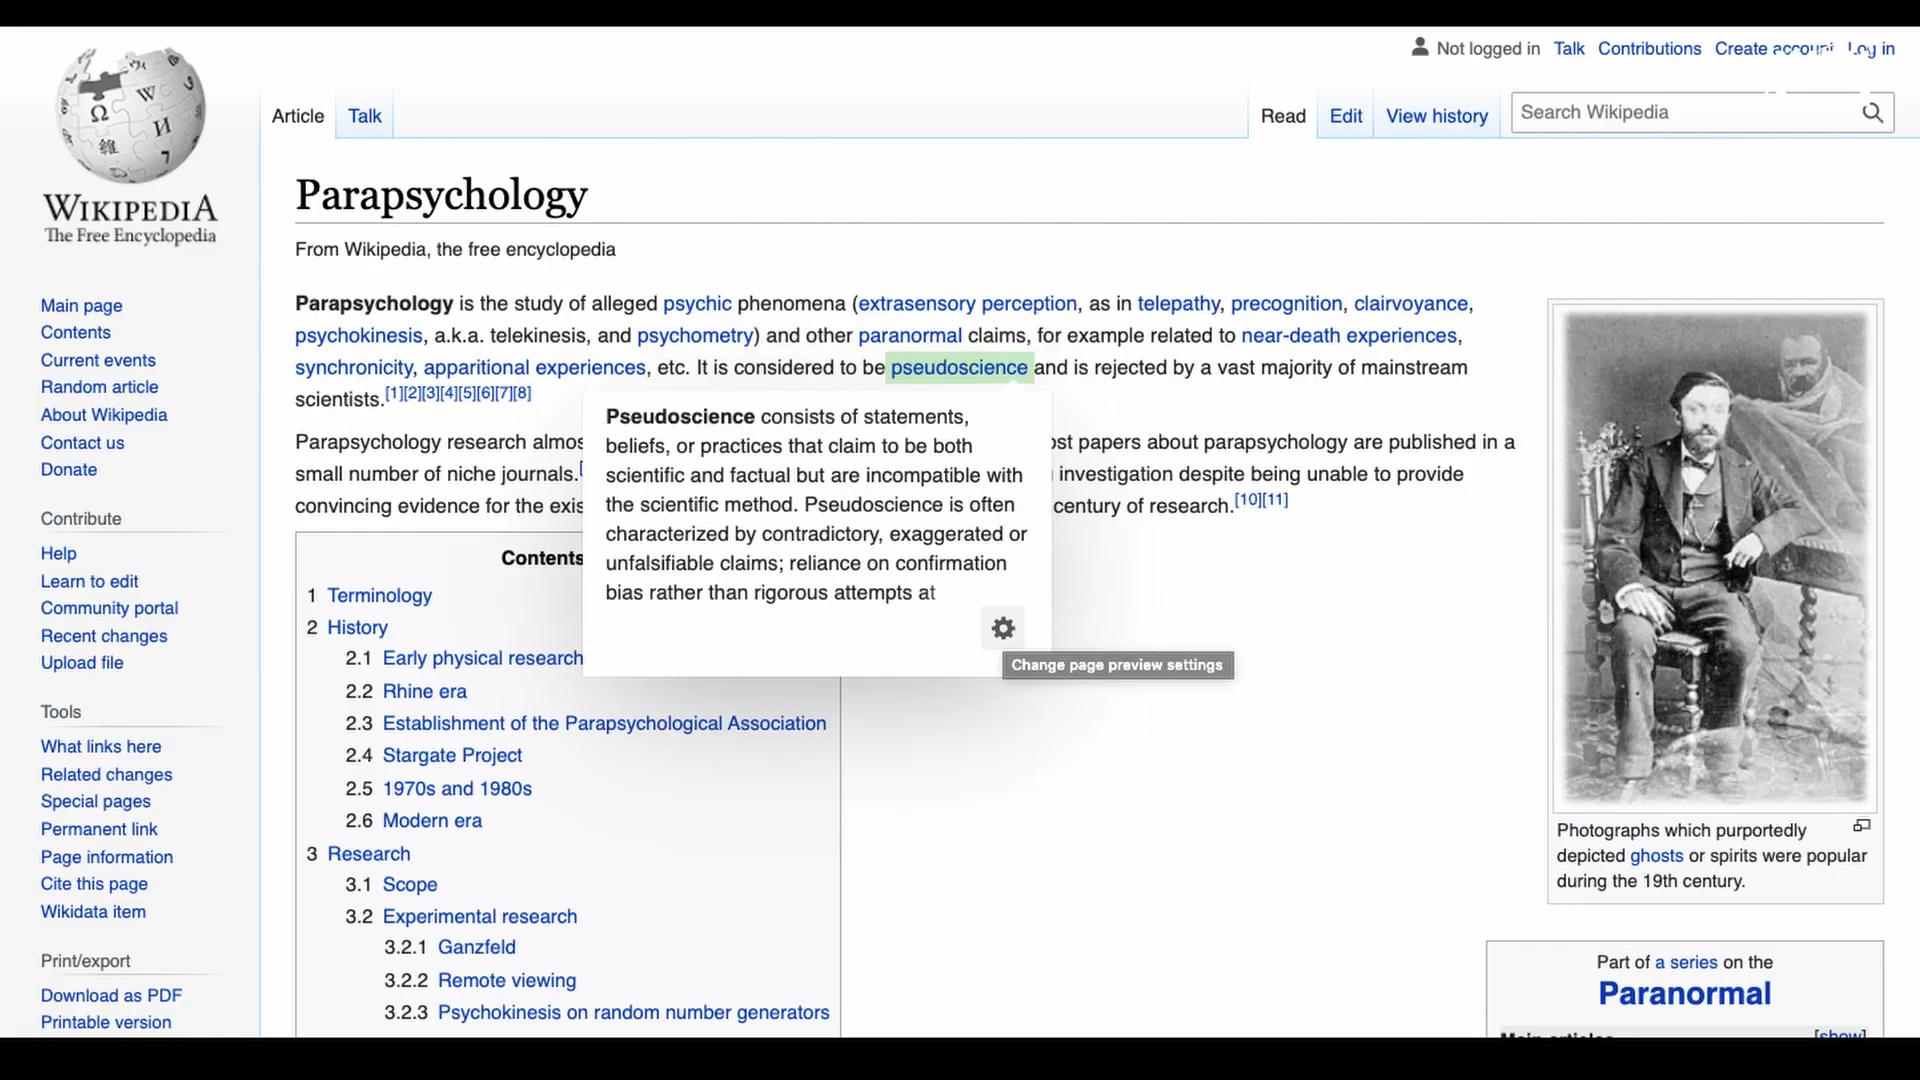 Not logged in Talk Contributions Create account Log in
Article Talk
Read Edit View history Search Wikipedia
WIKIPEDIA
The Free Encyclopedia
Main page
Contents
Current events
Random article
About Wikipedia
Contact us
Donate
Contribute
Help
Learn to edit
Community portal
Recent changes
Upload file
Tools
What links here
Related changes
Special pages
Permanent link
Page information
Cite this page
Wikidata item
Print/export
Download as PDF
Printable version
Parapsychology
From Wikipedia, the free encyclopedia
Parapsychology is the study of alleged psychic phenomena (extrasensory perception, as in telepathy, precognition, clairvoyance,
psychokinesis, a.k.a. telekinesis, and psychometry) and other paranormal claims, for example related to near-death experiences,
synchronicity, apparitional experiences, etc. It is considered to be pseudoscience and is rejected by a vast majority of mainstream
scientists.[1][2][3][4][5][6][7][8]
Parapsychology research almos
ost papers about parapsychology are published in a
small number of niche journals.[
investigation despite being unable to provide
convincing evidence for the exis
century of research.[10][11]
Pseudoscience consists of statements,
beliefs, or practices that claim to be both
scientific and factual but are incompatible with
the scientific method. Pseudoscience is often
characterized by contradictory, exaggerated or
unfalsifiable claims; reliance on confirmation
bias rather than rigorous attempts at
Change page preview settings
Contents
1 Terminology
2 History
2.1 Early physical research
2.2 Rhine era
2.3 Establishment of the Parapsychological Association
2.4 Stargate Project
2.5 1970s and 1980s
2.6 Modern era
3 Research
3.1 Scope
3.2 Experimental research
3.2.1 Ganzfeld
3.2.2 Remote viewing
3.2.3 Psychokinesis on random number generators
Photographs which purportedly
depicted ghosts or spirits were popular
during the 19th century.
Part of a series on the
Paranormal
Main articles [show]